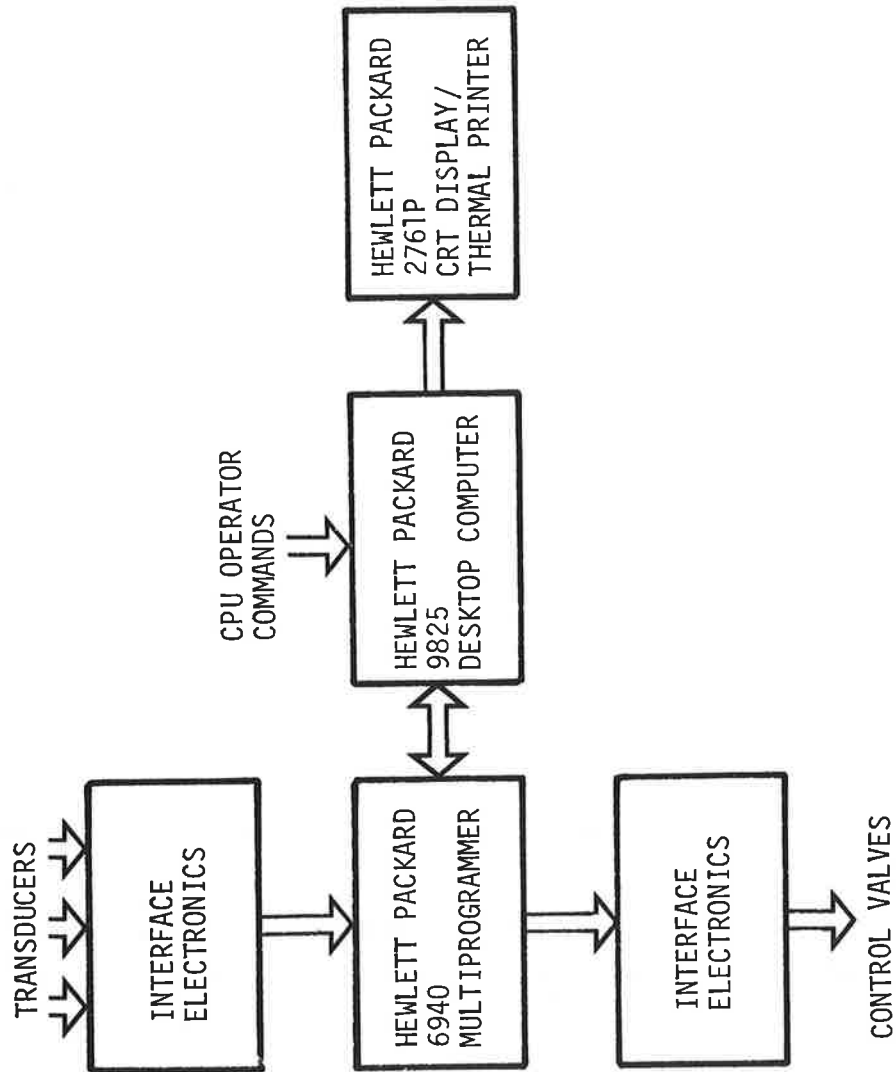 TRANSDUCERS
INTERFACE
ELECTRONICS
HEWLETT PACKARD
6940
MULTIPROGRAMMER
INTERFACE
ELECTRONICS
CONTROL VALVES
CPU OPERATOR
COMMANDS
HEWLETT PACKARD
9825
DESKTOP COMPUTER
HEWLETT PACKARD
2761P
CRT DISPLAY/
THERMAL PRINTER